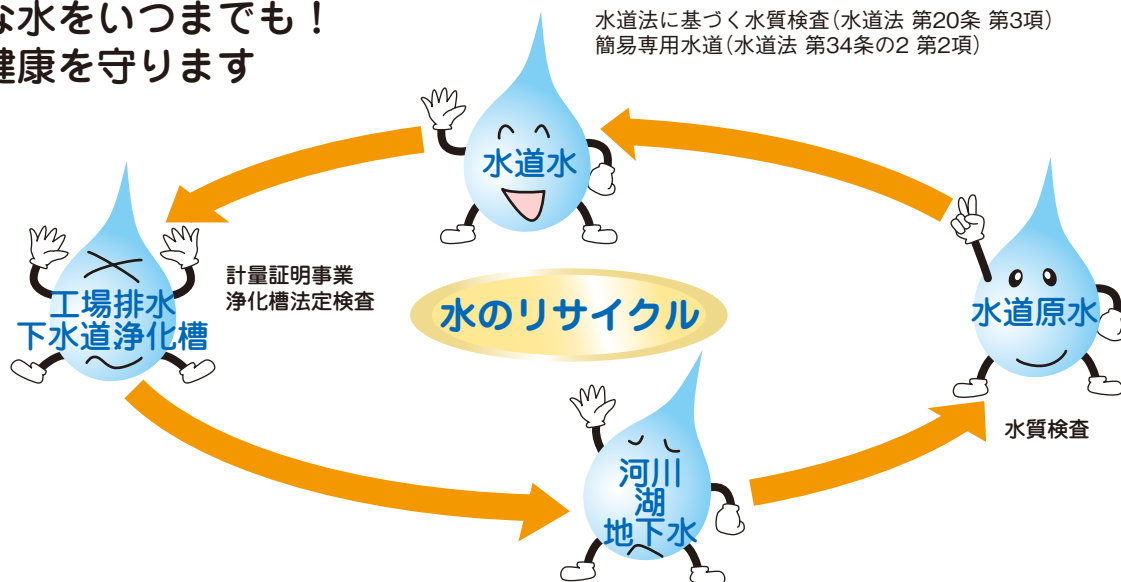 な水をいつまでも！
健康を守ります
水道法に基づく水質検査（水道法 第20条 第3項）
簡易専用水道（水道法 第34条の2 第2項）
水道水
工場排水
下水道浄化槽
計量証明事業
浄化槽法定検査
水のリサイクル
水道原水
水質検査
河川
湖
地下水